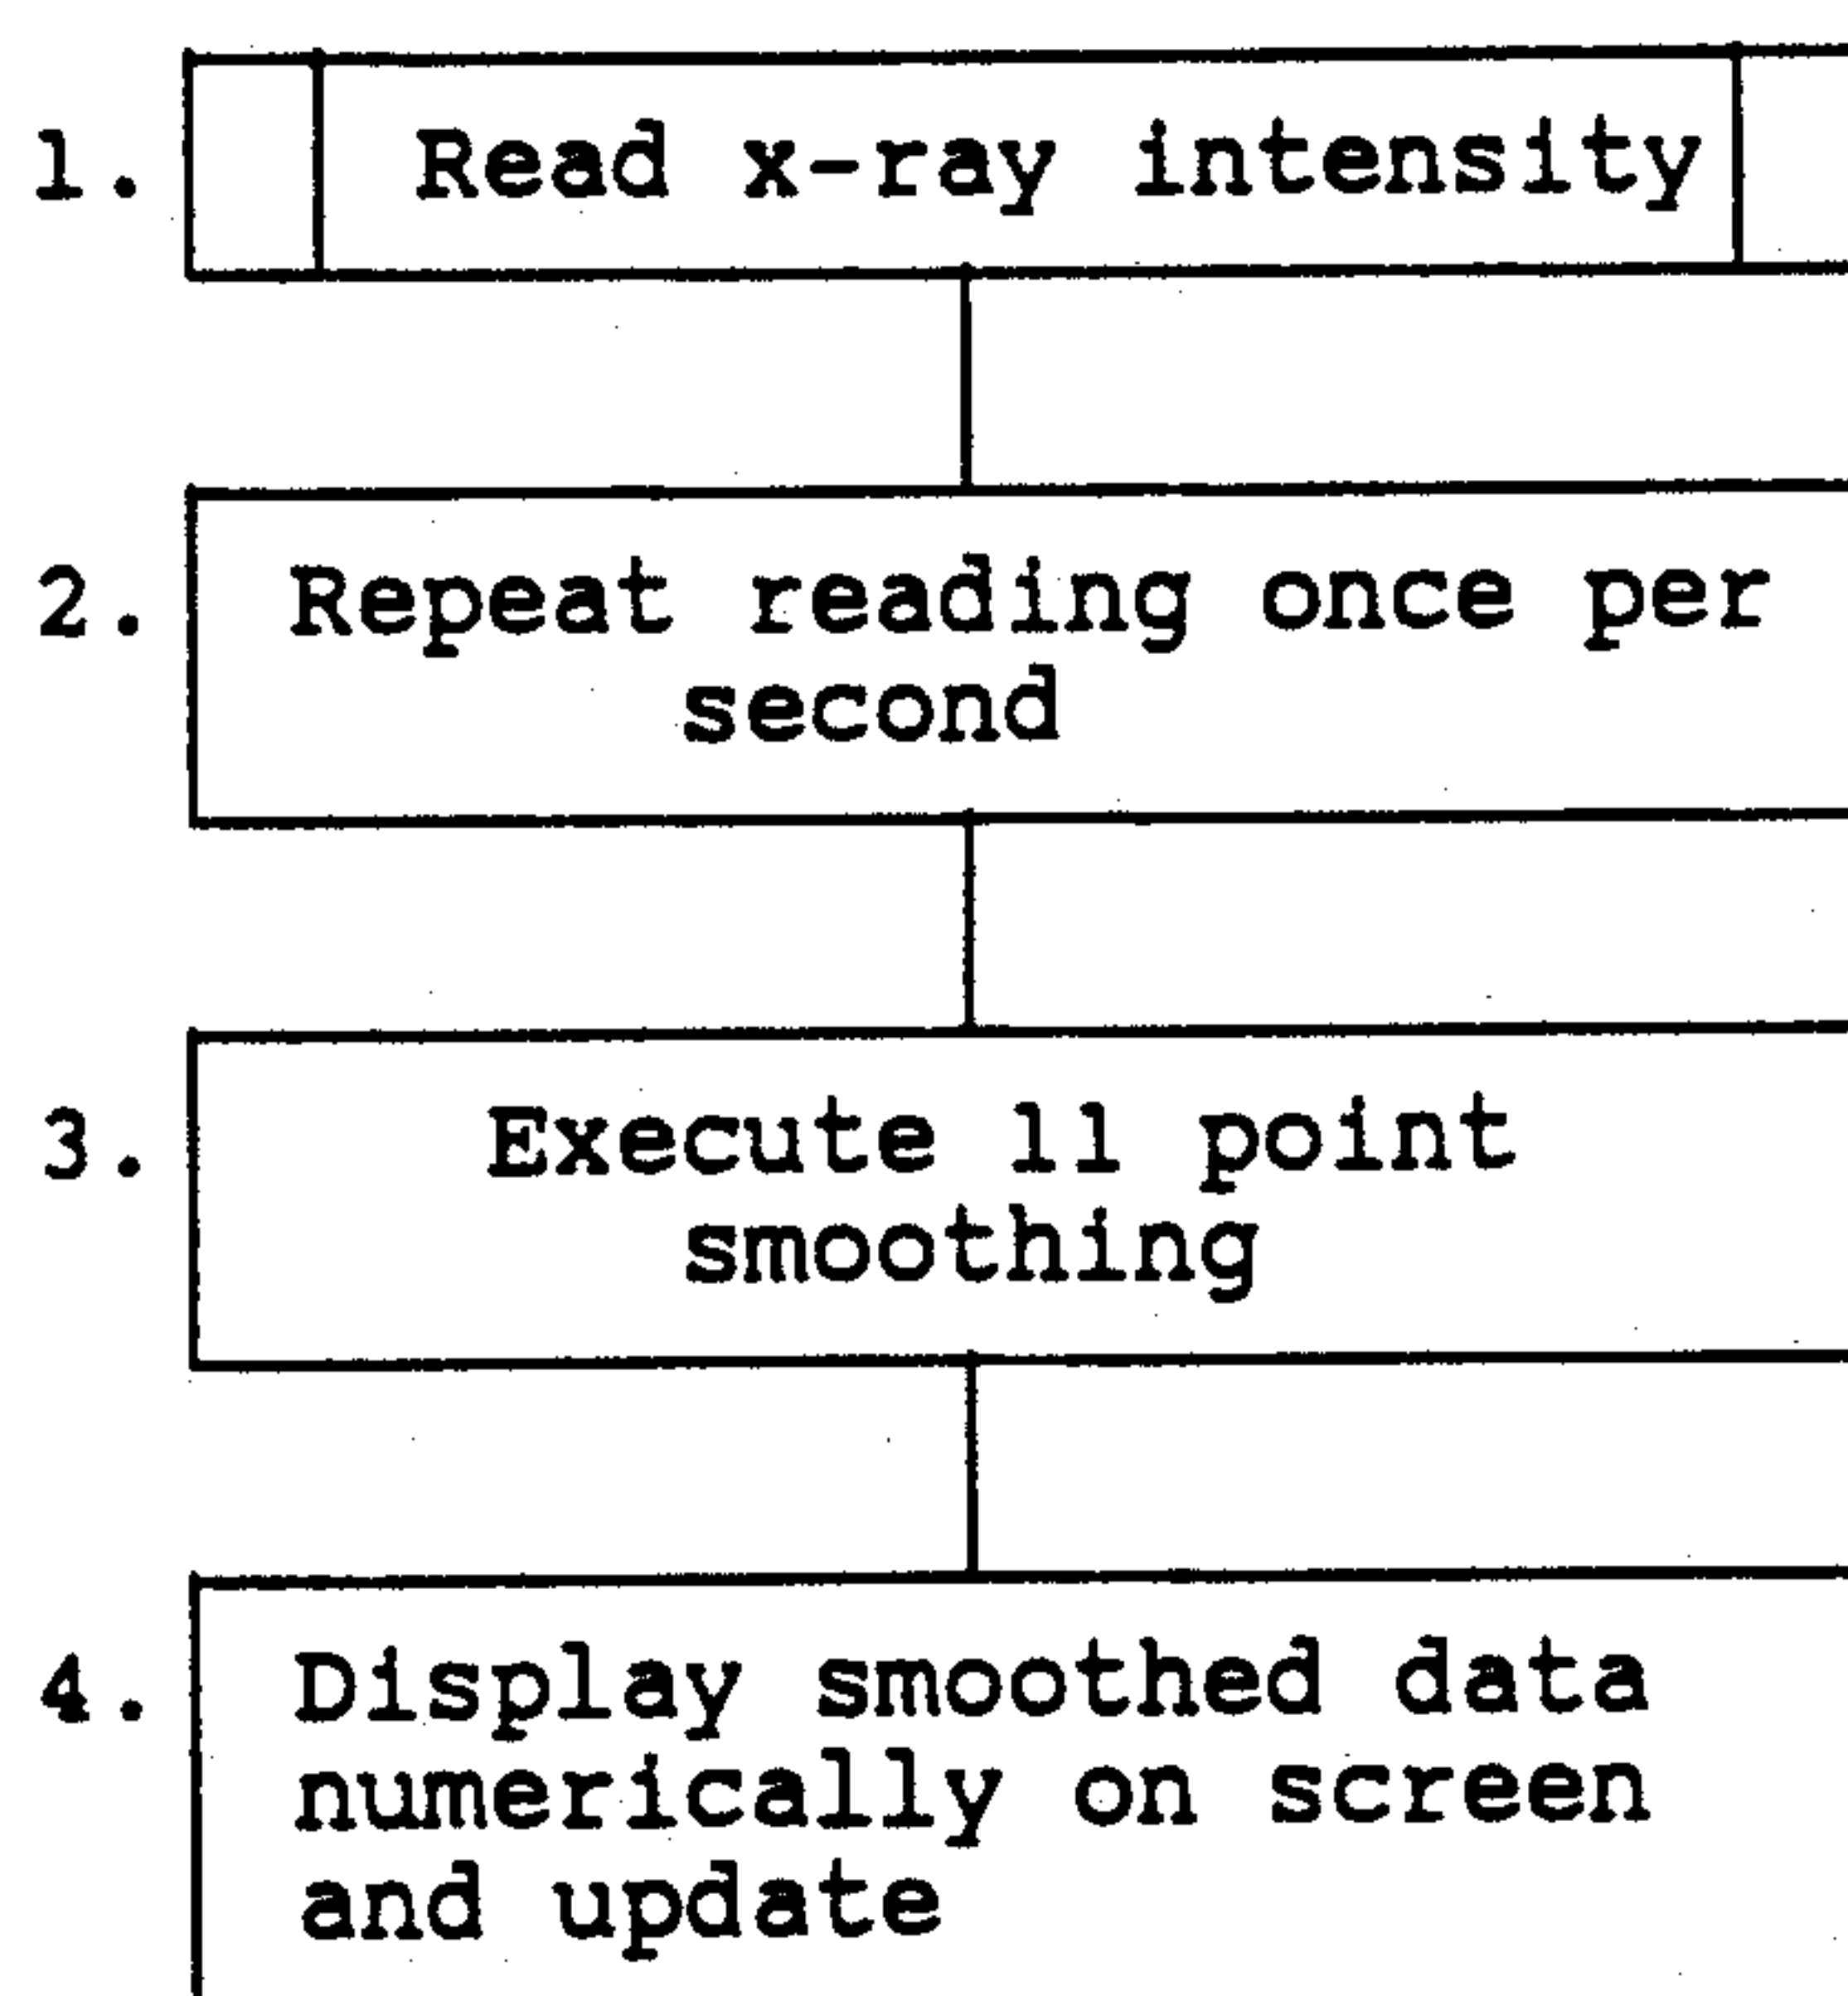 1. Read x-ray intensity
2. Repeat reading once per
second
3. Execute 11 point
smoothing
4. Display smoothed data
numerically on screen
and update